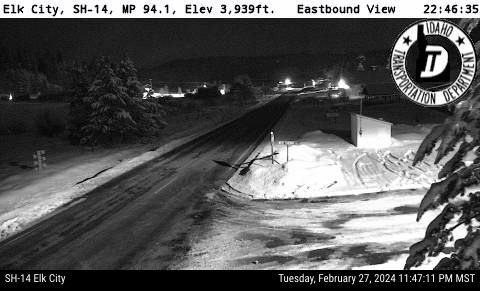 Elk City, SH-14, MP 94.1, Elev 3,939ft. Eastbound View 22:46:35
IDAHO
TRANSPORTATION DEPARTMENT
SH-14 Elk City Tuesday, February 27, 2024 11:47:11 PM MST